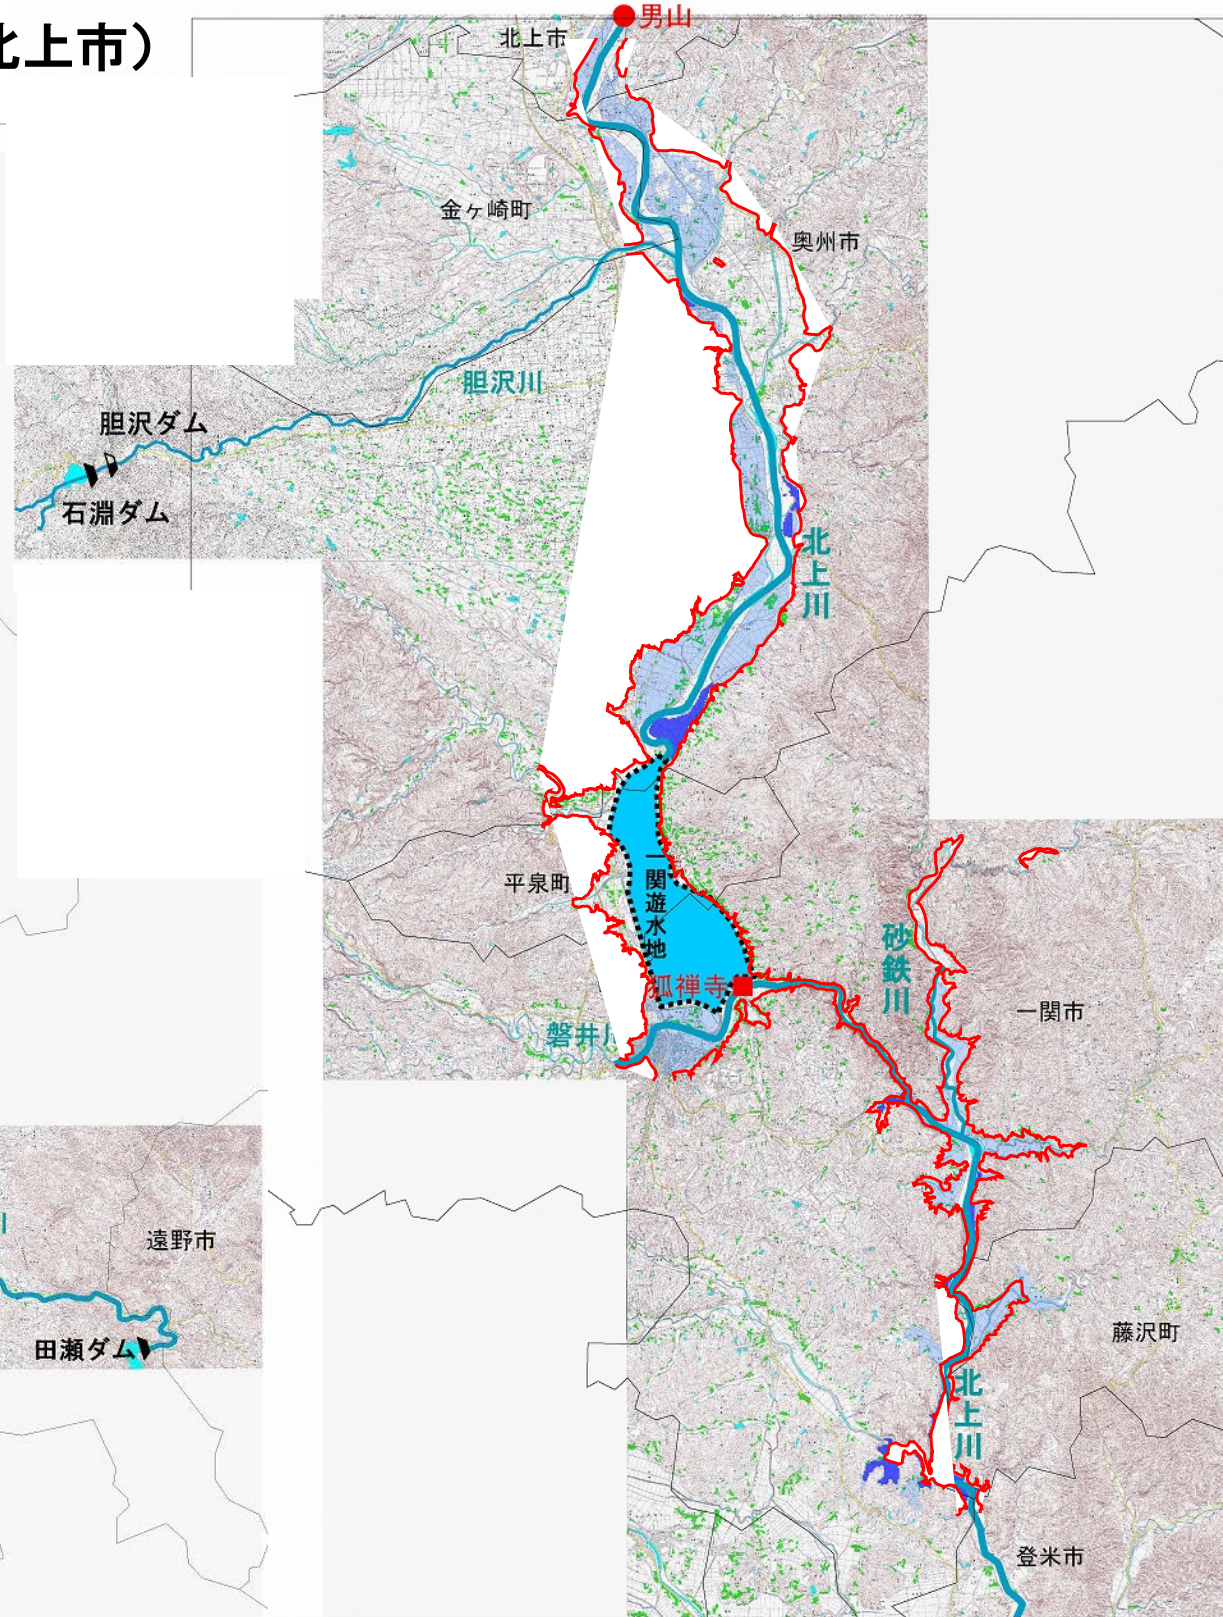 男山
北上市
北上市）
金ヶ崎町
奥州市
胆沢川
胆沢ダム
石淵ダム
北上川
平泉町
一関遊水地
砂鉄川
狐禅寺
一関市
磐井川
遠野市
藤沢町
田瀬ダム
北上川
登米市